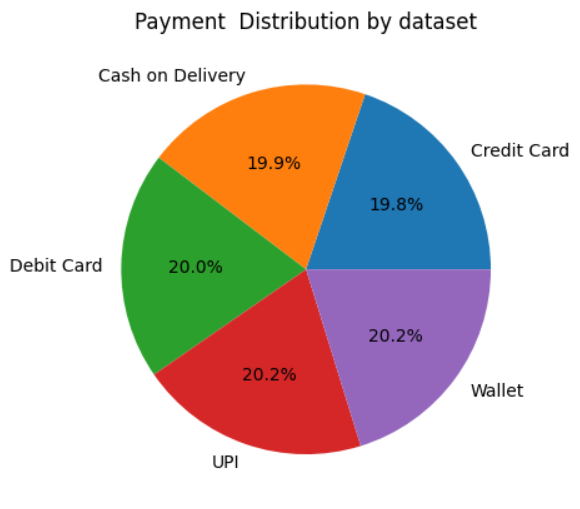 Payment  Distribution by dataset
Cash on Delivery
Credit Card
19.9%
19.8%
Debit Card
20.0%
20.2%
20.2%
Wallet
UPI